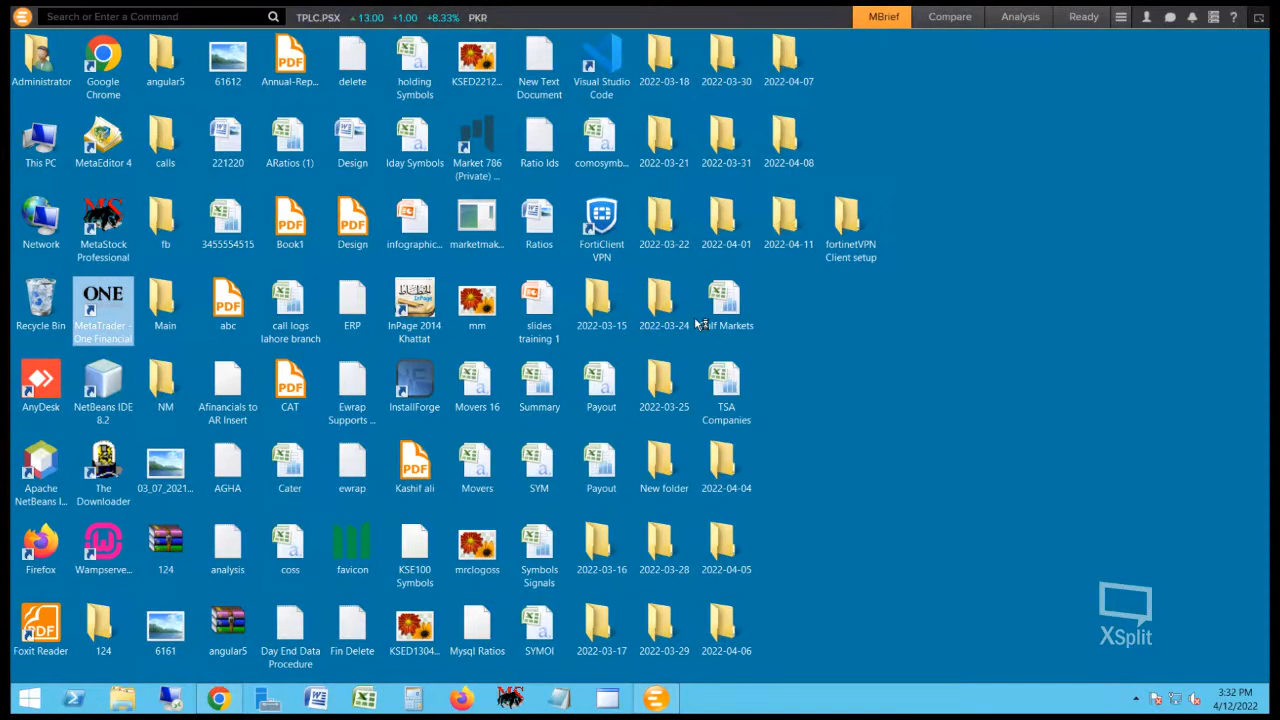 Search or Enter a Command TPLC.PSX 13.00 +1.00 +8.33% PKR MBrief Compare Analysis Ready
Administrator Google Chrome angular5 61612 Annual-Rep... delete holding Symbols KSED2212... New Text Document Visual Studio Code 2022-03-18 2022-03-30 2022-04-07
This PC MetaEditor 4 calls 221220 ARatios (1) Design Iday Symbols Market 786 (Private) ... Ratio Ids comosymb... 2022-03-21 2022-03-31 2022-04-08
Network MetaStock Professional fb 3455554515 Book1 Design infographic... marketmak... Ratios FortiClient VPN 2022-03-22 2022-04-01 2022-04-11 fortinetVPN Client setup
Recycle Bin ONE MetaTrader - One Financial Main abc call logs lahore branch ERP InPage 2014 Khattat mm slides training 1 2022-03-15 2022-03-24 lf Markets
AnyDesk NetBeans IDE 8.2 NM Afinancials to AR Insert CAT Ewrap Supports ... InstallForge Movers 16 Summary Payout 2022-03-25 TSA Companies
Apache NetBeans I... The Downloader 03_07_2021... AGHA Cater ewrap Kashif ali Movers SYM Payout New folder 2022-04-04
Firefox Wampserve... 124 analysis coss favicon KSE100 Symbols mrclogoss Symbols Signals 2022-03-16 2022-03-28 2022-04-05
Foxit Reader 124 6161 angular5 Day End Data Procedure Fin Delete KSED1304... Mysql Ratios SYMOI 2022-03-17 2022-03-29 2022-04-06
XSplit
3:32 PM
4/12/2022